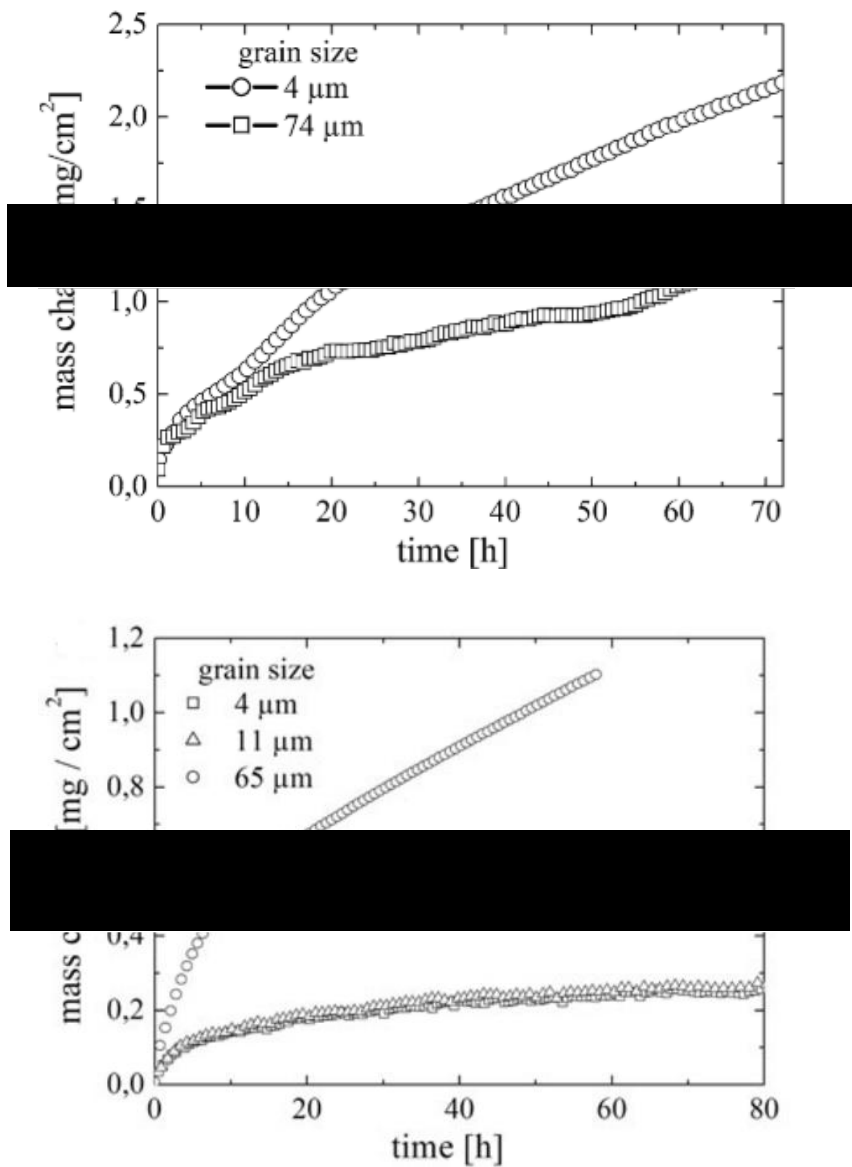 2,5
grain size
4 µm
74 µm
2.0
1,0
0,5
0,0
mass
mg/cm²]
0 10 20 30 40 50 60 70
time [h]
1,2
grain size
4 µm
11 µm
65 µm
1,0
0,8
0,4
0,2
0,0
mass
[mg / cm²]
0 20 40 60 80
time [h]